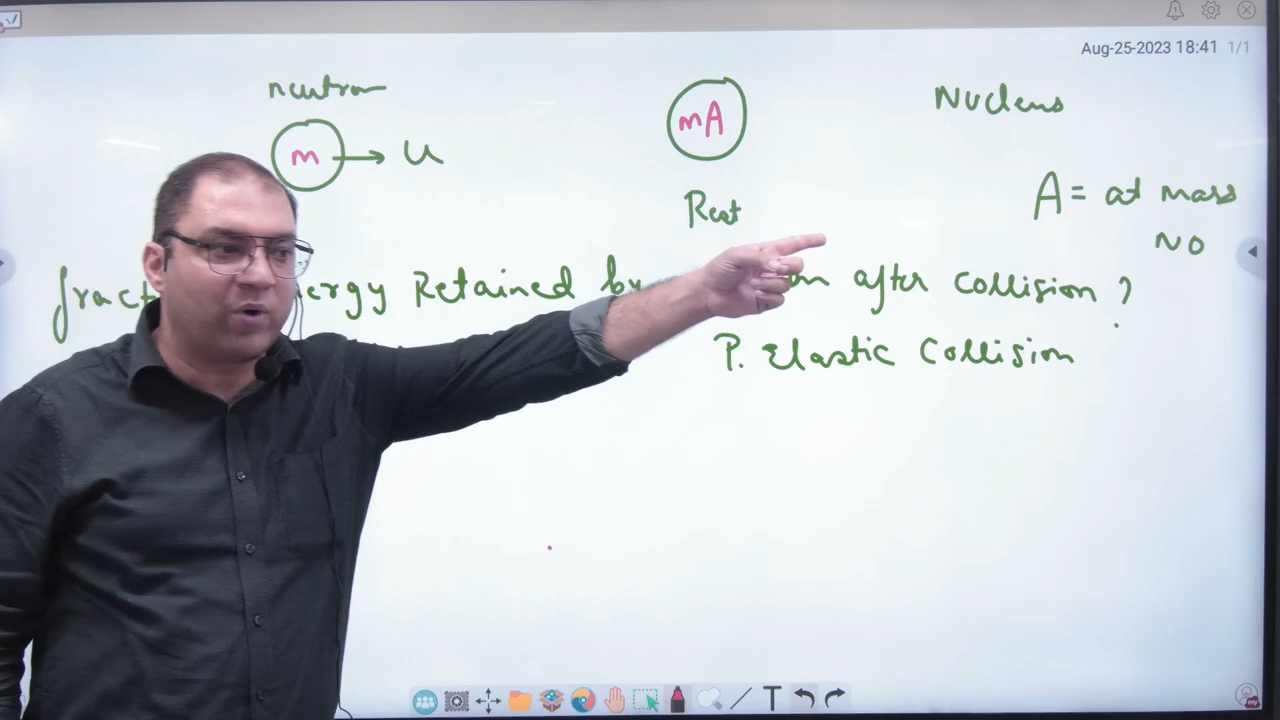 Aug-25-2023 18:41 1/1
neutron
Nucleus
m → u
mA
A = at mass
NO
Rest
Retained after Collision ?
P. Elastic Collision
T
my